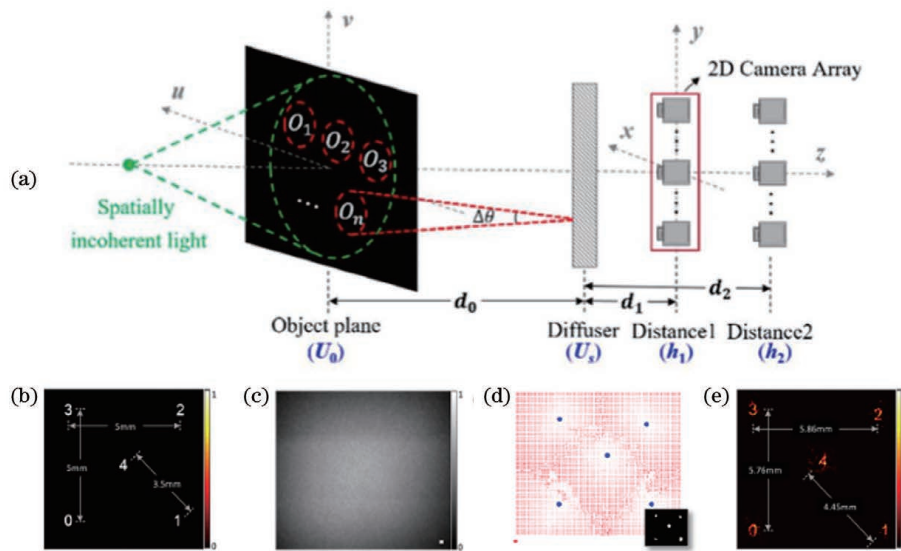 (a)
v
u
O1 O2 O3
On
Δθ
Spatially
incoherent light
y
2D Camera Array
x
z
d0
d1
d2
Object plane
(U0)
Diffuser
(Us)
Distance1
(h1)
Distance2
(h2)
(b)
3 2
5mm
5mm
4
3.5mm
0 1
1
0
(c)
1
0
(d)
(e)
3 2
5.86mm
5.76mm
4
4.45mm
0 1
1
0